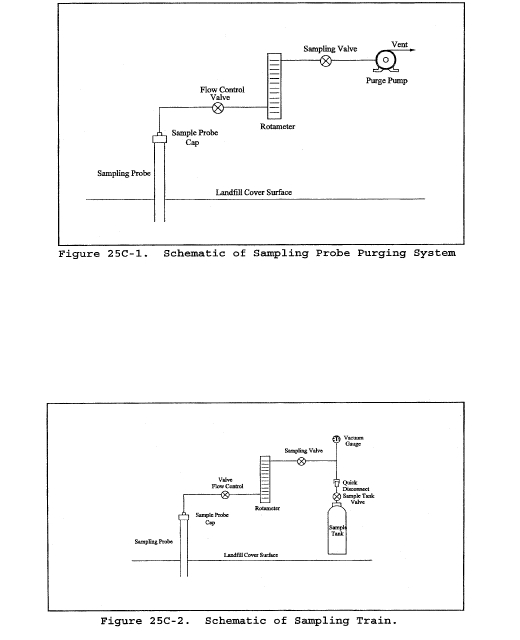 Sampling Valve
Vent
Purge Pump
Flow Control
Valve
Rotameter
Sample Probe
Cap
Sampling Probe
Landfill Cover Surface
Figure 25C-1. Schematic of Sampling Probe Purging System
Vacuum
Gauge
Sampling Valve
Quick
Disconnect
Sample Tank
Valve
Valve
Flow Control
Rotameter
Sample Probe
Cap
Sample
Tank
Sampling Probe
Landfill Cover Surface
Figure 25C-2. Schematic of Sampling Train.